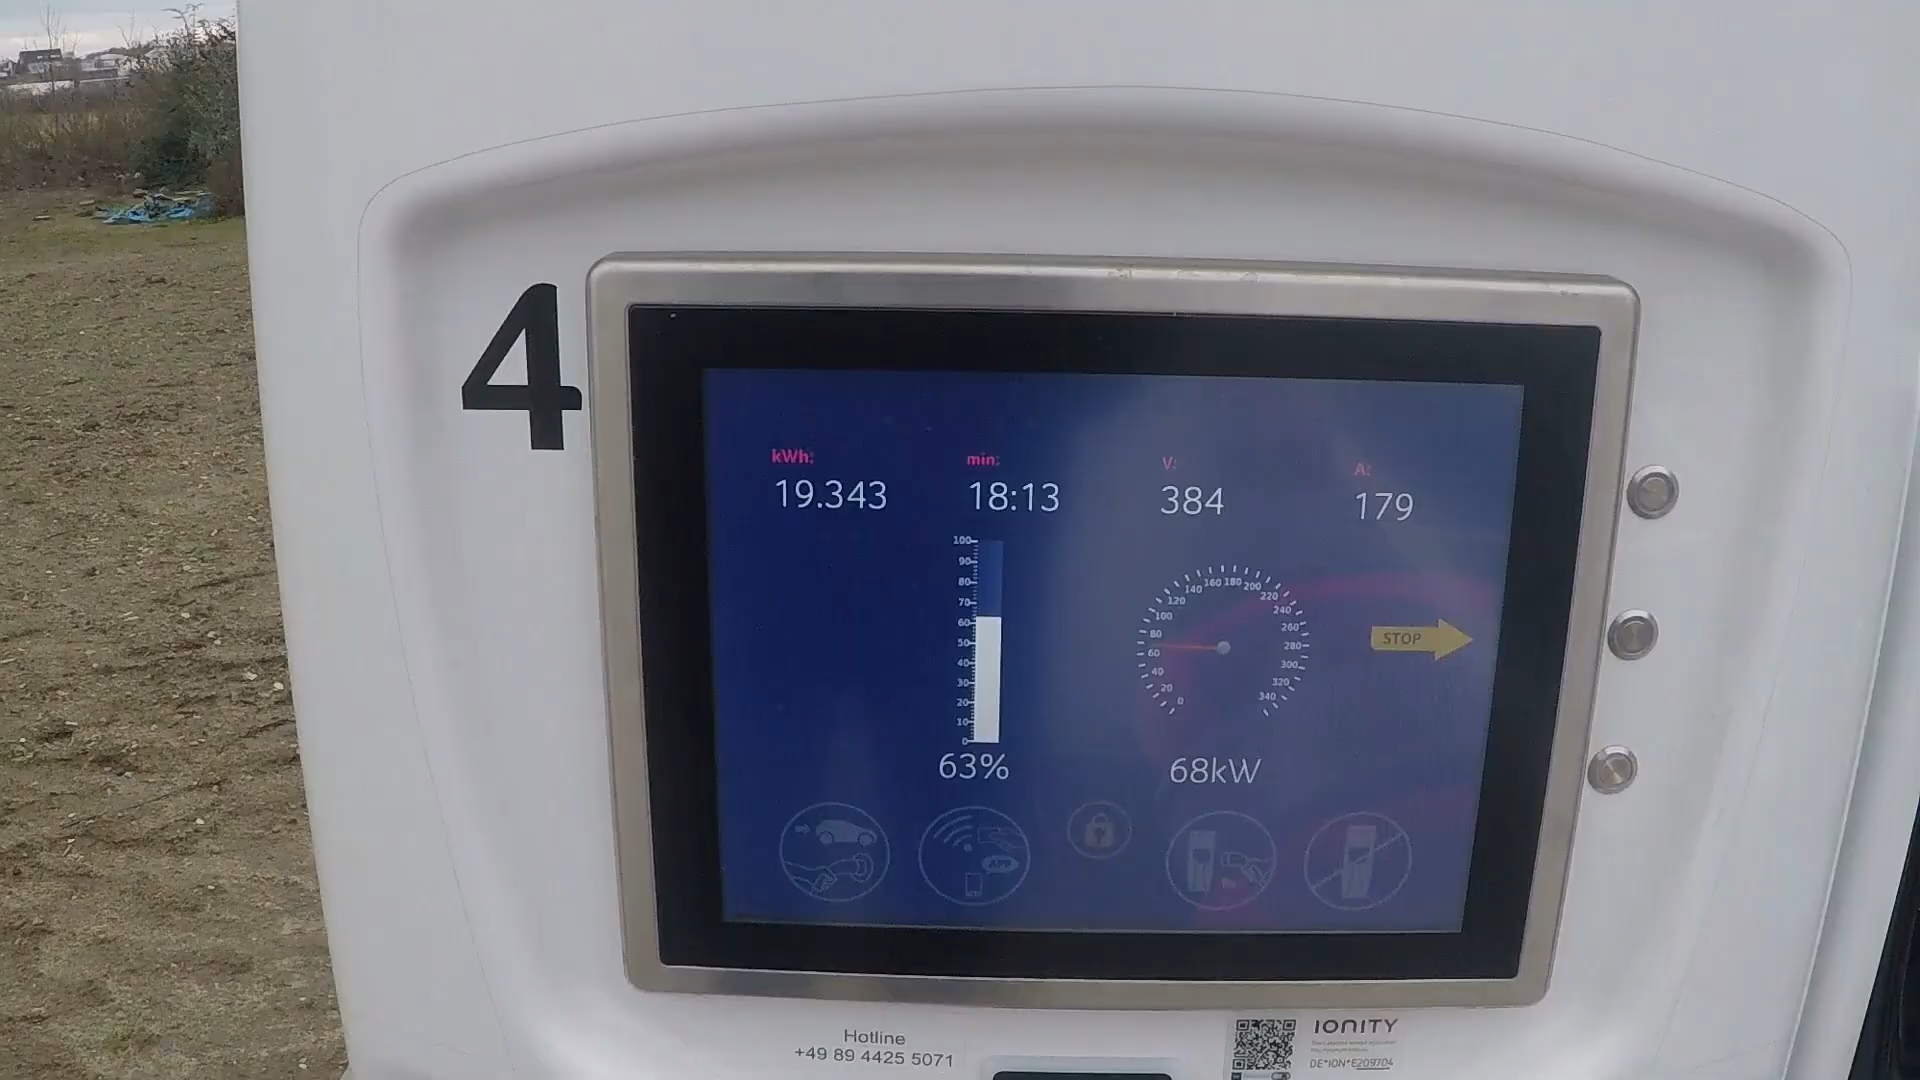 4
kWh: min: V: A:
19.343 18:13 384 179
100
90
80
70
60
50
40
30
20
10
0
63%
0 20 40 60 80 100 120 140 160 180 200 220 240 260 280 300 320 340
68kW
STOP
APP
Hotline
+49 89 4425 5071
IONITY
DE*ION*E209704